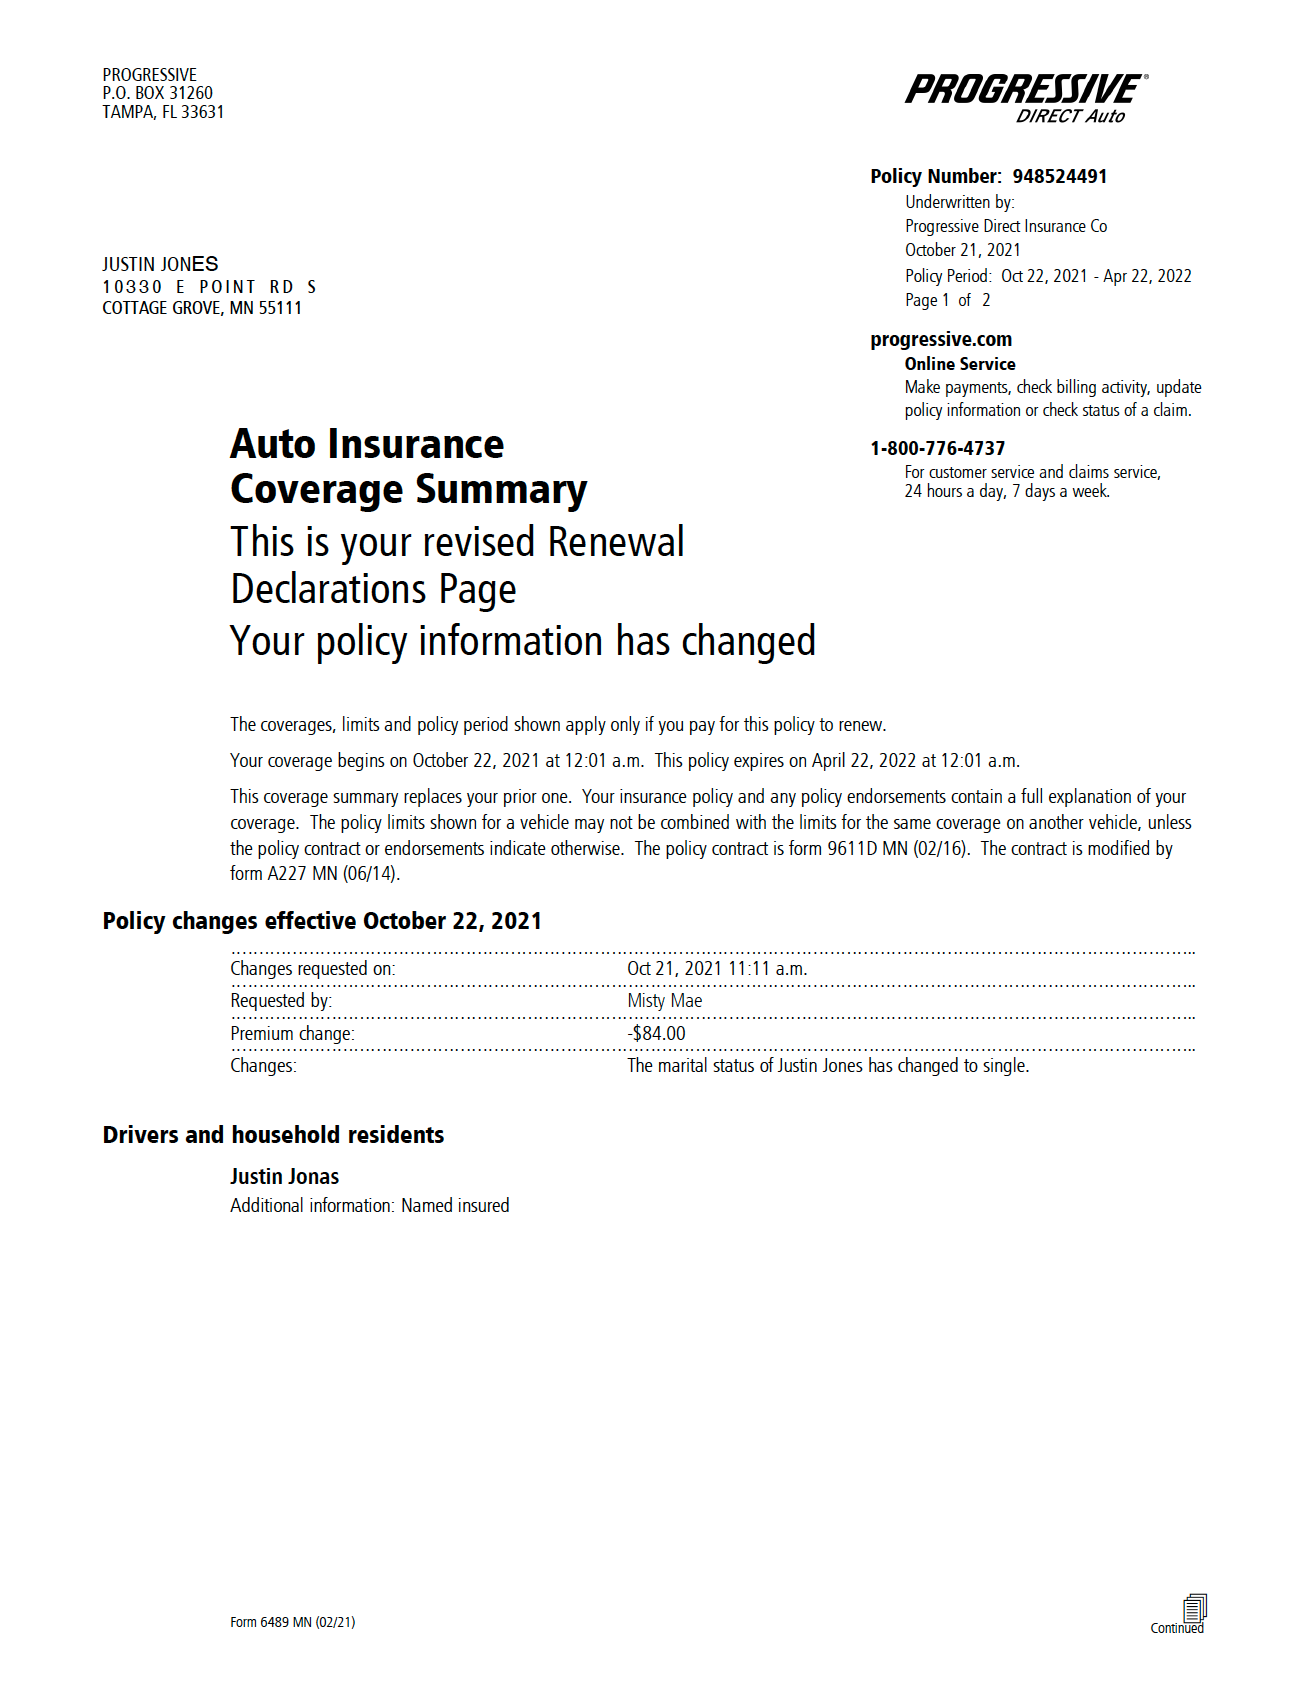 PROGRESSIVE
P.O. BOX 31260
TAMPA, FL 33631
PROGRESSIVE®
DIRECT Auto
Policy Number: 948524491
Underwritten by:
Progressive Direct Insurance Co
October 21, 2021
Policy Period: Oct 22, 2021 - Apr 22, 2022
Page 1 of 2
JUSTIN JONES
10330 E POINT RD S
COTTAGE GROVE, MN 55111
progressive.com
Online Service
Make payments, check billing activity, update
policy information or check status of a claim.
1-800-776-4737
For customer service and claims service,
24 hours a day, 7 days a week.
Auto Insurance
Coverage Summary
This is your revised Renewal
Declarations Page
Your policy information has changed
The coverages, limits and policy period shown apply only if you pay for this policy to renew.
Your coverage begins on October 22, 2021 at 12:01 a.m. This policy expires on April 22, 2022 at 12:01 a.m.
This coverage summary replaces your prior one. Your insurance policy and any policy endorsements contain a full explanation of your
coverage. The policy limits shown for a vehicle may not be combined with the limits for the same coverage on another vehicle, unless
the policy contract or endorsements indicate otherwise. The policy contract is form 9611D MN (02/16). The contract is modified by
form A227 MN (06/14).
Policy changes effective October 22, 2021
Changes requested on: Oct 21, 2021 11:11 a.m.
Requested by: Misty Mae
Premium change: -$84.00
Changes: The marital status of Justin Jones has changed to single.
Drivers and household residents
Justin Jonas
Additional information: Named insured
Form 6489 MN (02/21)
Continued